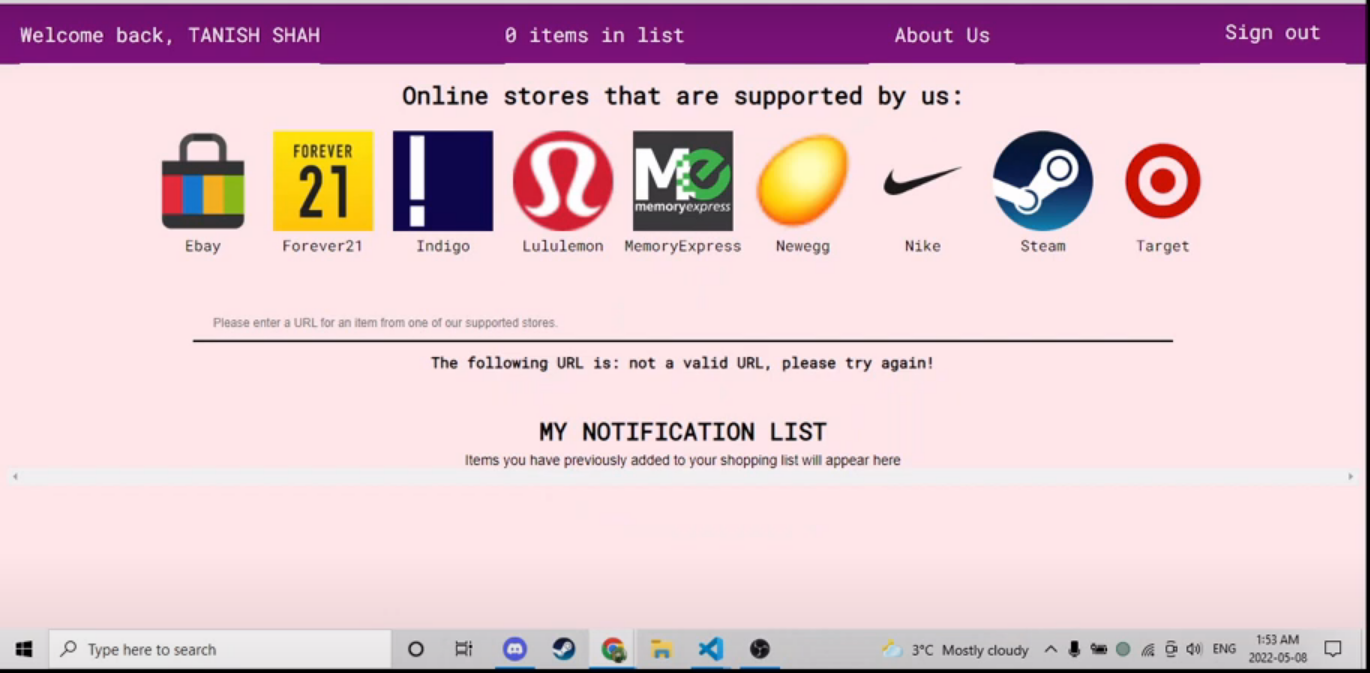 Welcome back, TANISH SHAH
0 items in list
About Us
Sign out
Online stores that are supported by us:
FOREVER
21
Me
memoryexpress
Ebay
Forever21
Indigo
Lululemon
MemoryExpress
Newegg
Nike
Steam
Target
Please enter a URL for an item from one of our supported stores.
The following URL is: not a valid URL, please try again!
MY NOTIFICATION LIST
Items you have previously added to your shopping list will appear here
Type here to search
3°C Mostly cloudy
ENG
1:53 AM
2022-05-08